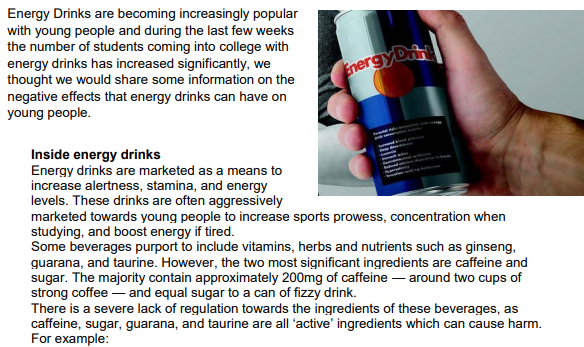 Energy Drinks are becoming increasingly popular
with young people and during the last few weeks
the number of students coming into college with
energy drinks has increased significantly, we
thought we would share some information on the
negative effects that energy drinks can have on
young people.
EnergyDrink
Inside energy drinks
Energy drinks are marketed as a means to
increase alertness, stamina, and energy
levels. These drinks are often aggressively
marketed towards young people to increase sports prowess, concentration when
studying, and boost energy if tired.
Some beverages purport to include vitamins, herbs and nutrients such as ginseng,
guarana, and taurine. However, the two most significant ingredients are caffeine and
sugar. The majority contain approximately 200mg of caffeine — around two cups of
strong coffee — and equal sugar to a can of fizzy drink.
There is a severe lack of regulation towards the ingredients of these beverages, as
caffeine, sugar, guarana, and taurine are all ‘active’ ingredients which can cause harm.
For example: